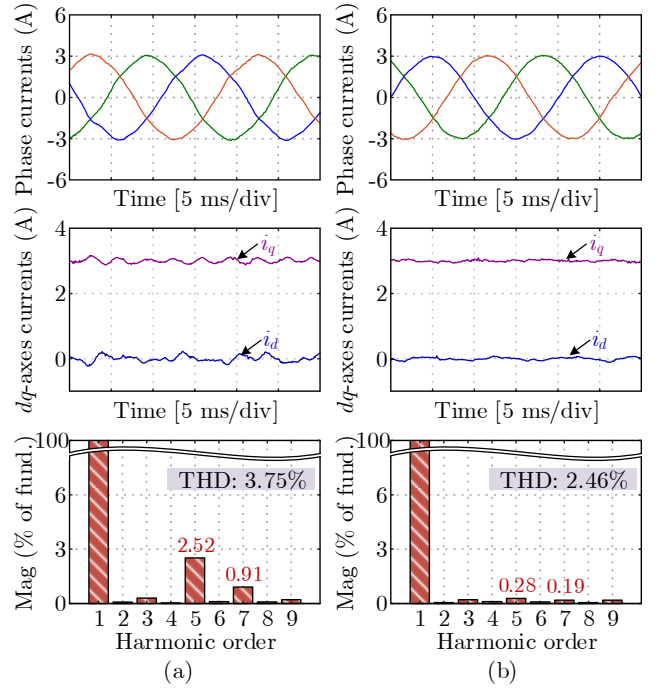 Phase currents (A)
6
3
0
-3
-6
Time [5 ms/div]
Phase currents (A)
6
3
0
-3
-6
Time [5 ms/div]
dq-axes currents (A)
4
2
0
i_q
i_d
Time [5 ms/div]
dq-axes currents (A)
4
2
0
i_q
i_d
Time [5 ms/div]
Mag (% of fund.)
100
6
3
0
THD: 3.75%
2.52
0.91
1 2 3 4 5 6 7 8 9
Harmonic order
(a)
Mag (% of fund.)
100
6
3
0
THD: 2.46%
0.28
0.19
1 2 3 4 5 6 7 8 9
Harmonic order
(b)